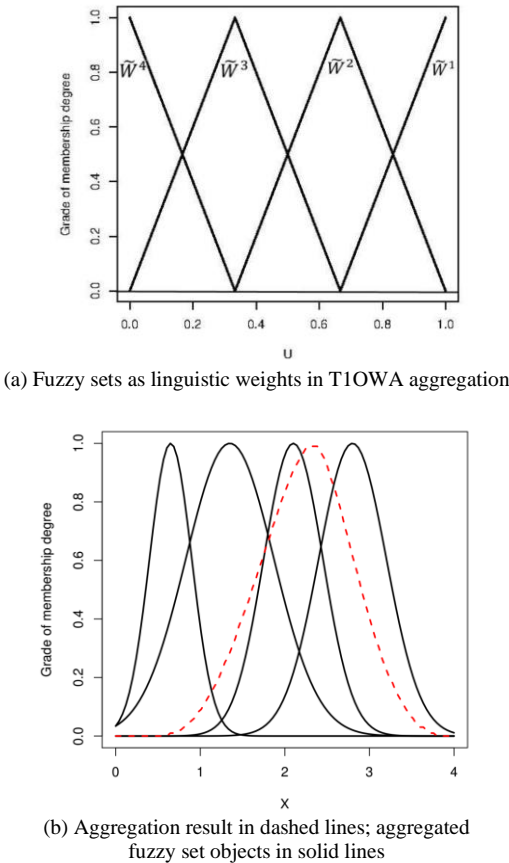 1.0
0.8
0.6
0.4
0.2
0.0
Grade of membership degree
W̃⁴
W̃³
W̃²
W̃¹
0.0 0.2 0.4 0.6 0.8 1.0
U
(a) Fuzzy sets as linguistic weights in T1OWA aggregation
1.0
0.8
0.6
0.4
0.2
0.0
Grade of membership degree
0 1 2 3 4
X
(b) Aggregation result in dashed lines; aggregated
fuzzy set objects in solid lines